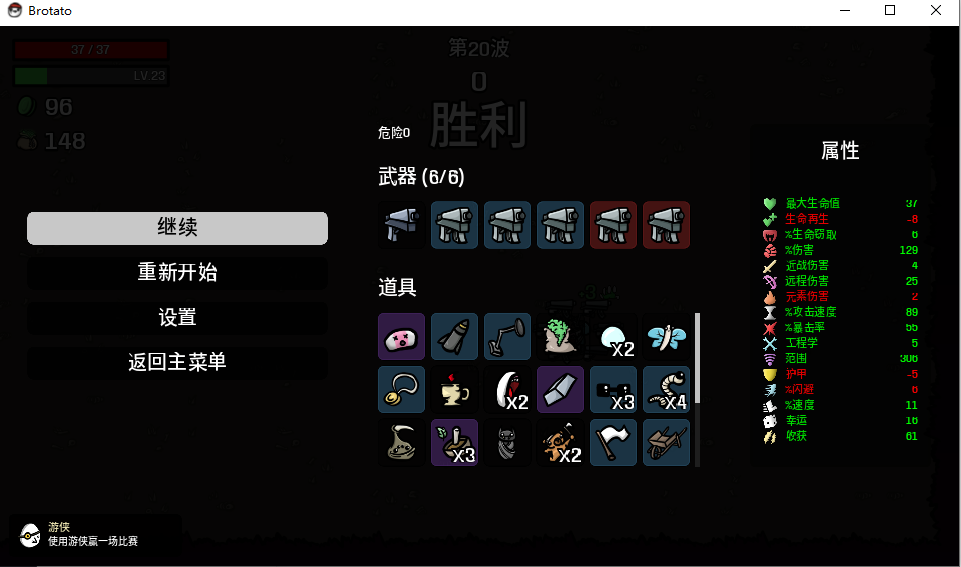 Brotato
37 / 37
LV.23
96
148
第20波
0
胜利
危险0
武器 (6/6)
继续
重新开始
设置
返回主菜单
道具
X2
X2
X3
X4
X3
X2
属性
最大生命值 37
生命再生 -8
%生命窃取 6
%伤害 129
近战伤害 4
远程伤害 25
元素伤害 2
%攻击速度 89
%暴击率
工程学 5
范围 306
护甲 -5
%闪避 6
%速度 11
幸运 16
收获 61
游侠
使用游侠赢一场比赛